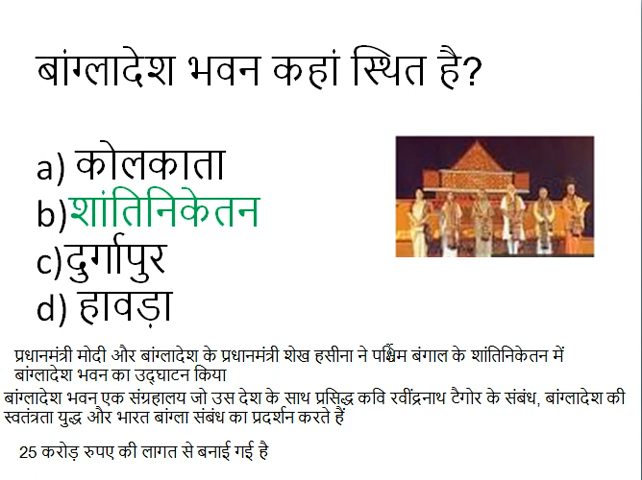 बांग्लादेश भवन कहां स्थित है?
a) कोलकाता
b)शांतिनिकेतन
c)दुर्गापुर
d) हावड़ा
प्रधानमंत्री मोदी और बांग्लादेश के प्रधानमंत्री शेख हसीना ने पश्चिम बंगाल के शांतिनिकेतन में
बांग्लादेश भवन का उद्घाटन किया
बांग्लादेश भवन एक संग्रहालय जो उस देश के साथ प्रसिद्ध कवि रवींद्रनाथ टैगोर के संबंध, बांग्लादेश की
स्वतंत्रता युद्ध और भारत बांग्ला संबंध का प्रदर्शन करते हैं
25 करोड़ रुपए की लागत से बनाई गई है